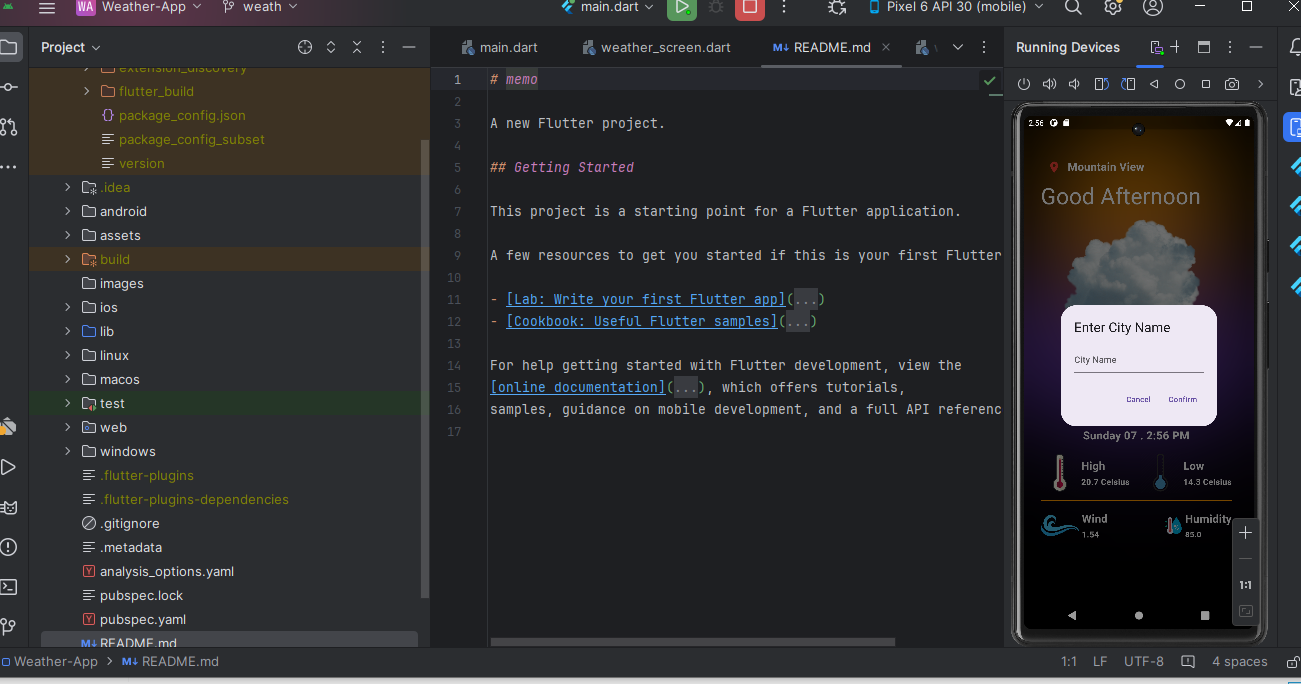 WA Weather-App weath main.dart Pixel 6 API 30 (mobile)
Project
extension_discovery
flutter_build
package_config.json
package_config_subset
version
.idea
android
assets
build
images
ios
lib
linux
macos
test
web
windows
.flutter-plugins
.flutter-plugins-dependencies
.gitignore
.metadata
analysis_options.yaml
pubspec.lock
pubspec.yaml
README.md
main.dart weather_screen.dart README.md
1 # memo
2
3 A new Flutter project.
4
5 ## Getting Started
6
7 This project is a starting point for a Flutter application.
8
9 A few resources to get you started if this is your first Flutter
10
11 - [Lab: Write your first Flutter app](...)
12 - [Cookbook: Useful Flutter samples](...)
13
14 For help getting started with Flutter development, view the
15 [online documentation](...), which offers tutorials,
16 samples, guidance on mobile development, and a full API referenc
17
Running Devices
2:56
Mountain View
Good Afternoon
Enter City Name
City Name
Cancel Confirm
Sunday 07 . 2:56 PM
High Low
20.7 Celsius 14.3 Celsius
Wind Humidity
1.54 85.0
1:1
Weather-App > README.md
1:1 LF UTF-8 4 spaces